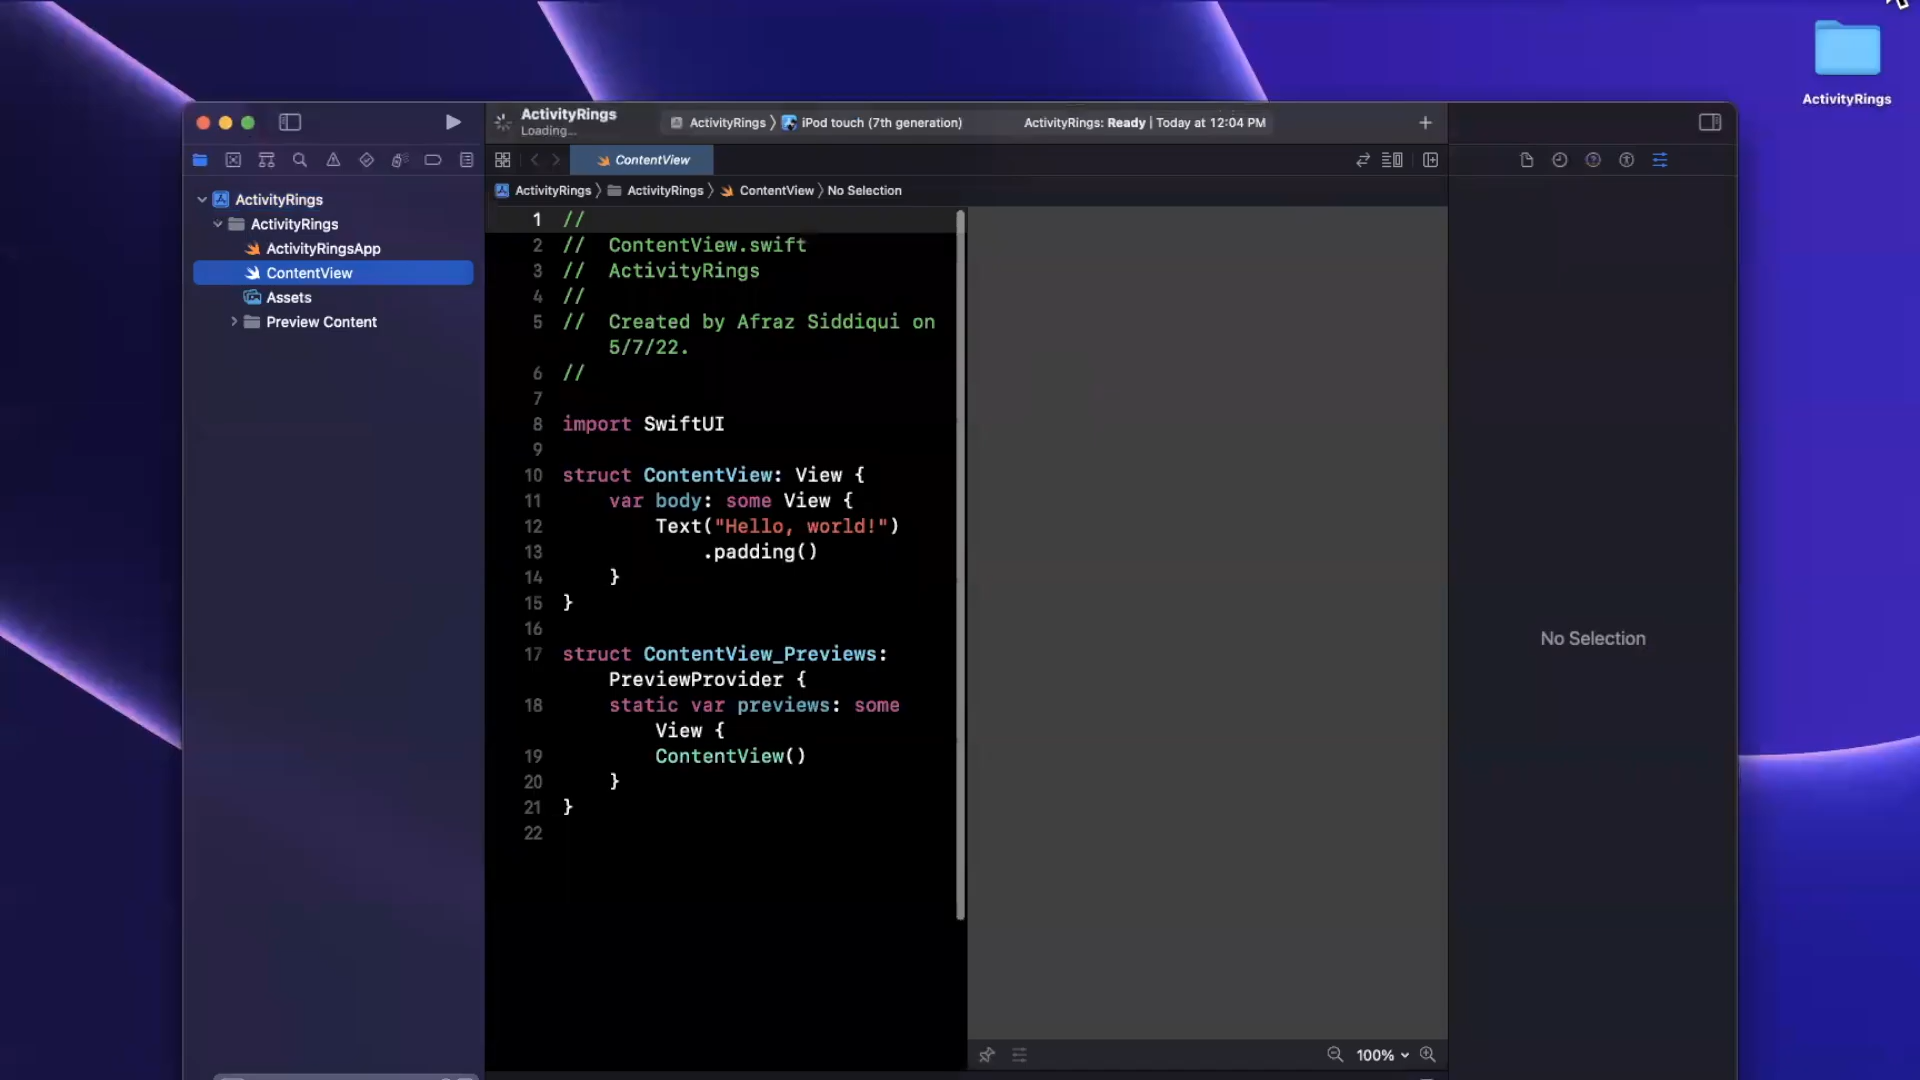 ActivityRings
ActivityRings
Loading...
ActivityRings 〉 iPod touch (7th generation)
ActivityRings: Ready | Today at 12:04 PM
ContentView
ActivityRings 〉 ActivityRings 〉 ContentView 〉 No Selection
ActivityRings
ActivityRings
ActivityRingsApp
ContentView
Assets
Preview Content
1 //
2 //  ContentView.swift
3 //  ActivityRings
4 //
5 //  Created by Afraz Siddiqui on
5/7/22.
6 //
7
8 import SwiftUI
9
10 struct ContentView: View {
11     var body: some View {
12         Text("Hello, world!")
13             .padding()
14     }
15 }
16
17 struct ContentView_Previews:
PreviewProvider {
18     static var previews: some
View {
19         ContentView()
20     }
21 }
22
No Selection
100%